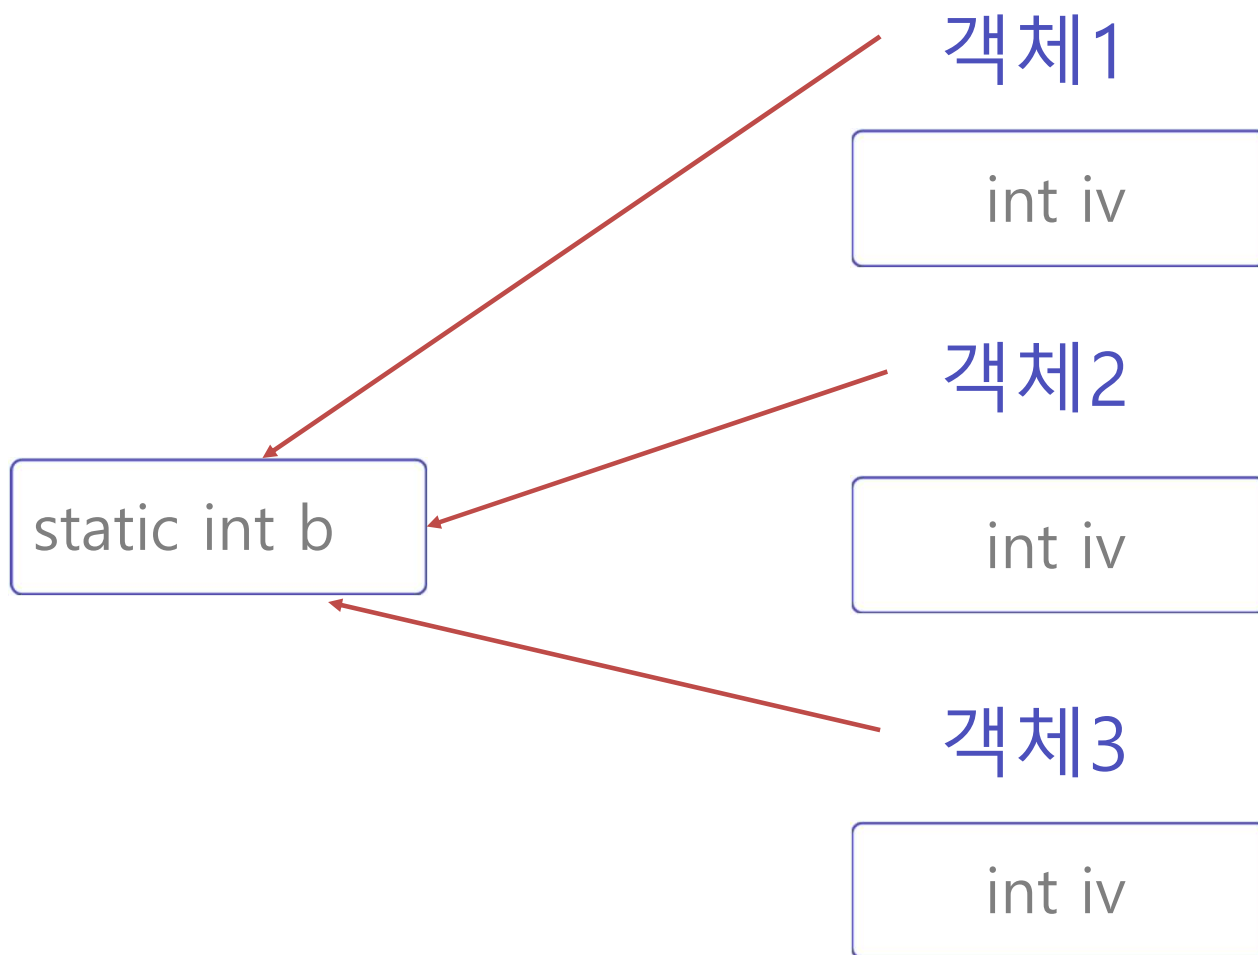 객체1
int iv
객체2
static int b
int iv
객체3
int iv